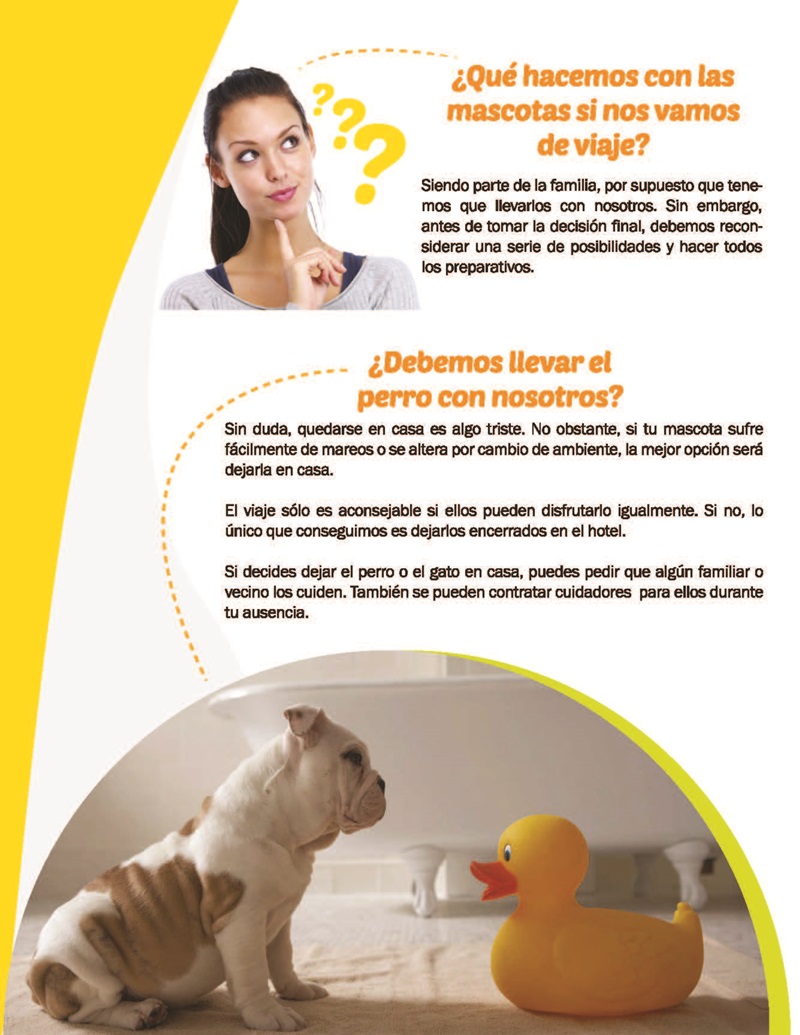 ¿Qué hacemos con las
mascotas si nos vamos
de viaje?
???
Siendo parte de la familia, por supuesto que tene-
mos que llevarlos con nosotros. Sin embargo,
antes de tomar la decisión final, debemos recon-
siderar una serie de posibilidades y hacer todos
los preparativos.
¿Debemos llevar el
perro con nosotros?
Sin duda, quedarse en casa es algo triste. No obstante, si tu mascota sufre
fácilmente de mareos o se altera por cambio de ambiente, la mejor opción será
dejarla en casa.
El viaje sólo es aconsejable si ellos pueden disfrutarlo igualmente. Si no, lo
único que conseguimos es dejarlos encerrados en el hotel.
Si decides dejar el perro o el gato en casa, puedes pedir que algún familiar o
vecino los cuiden. También se pueden contratar cuidadores para ellos durante
tu ausencia.